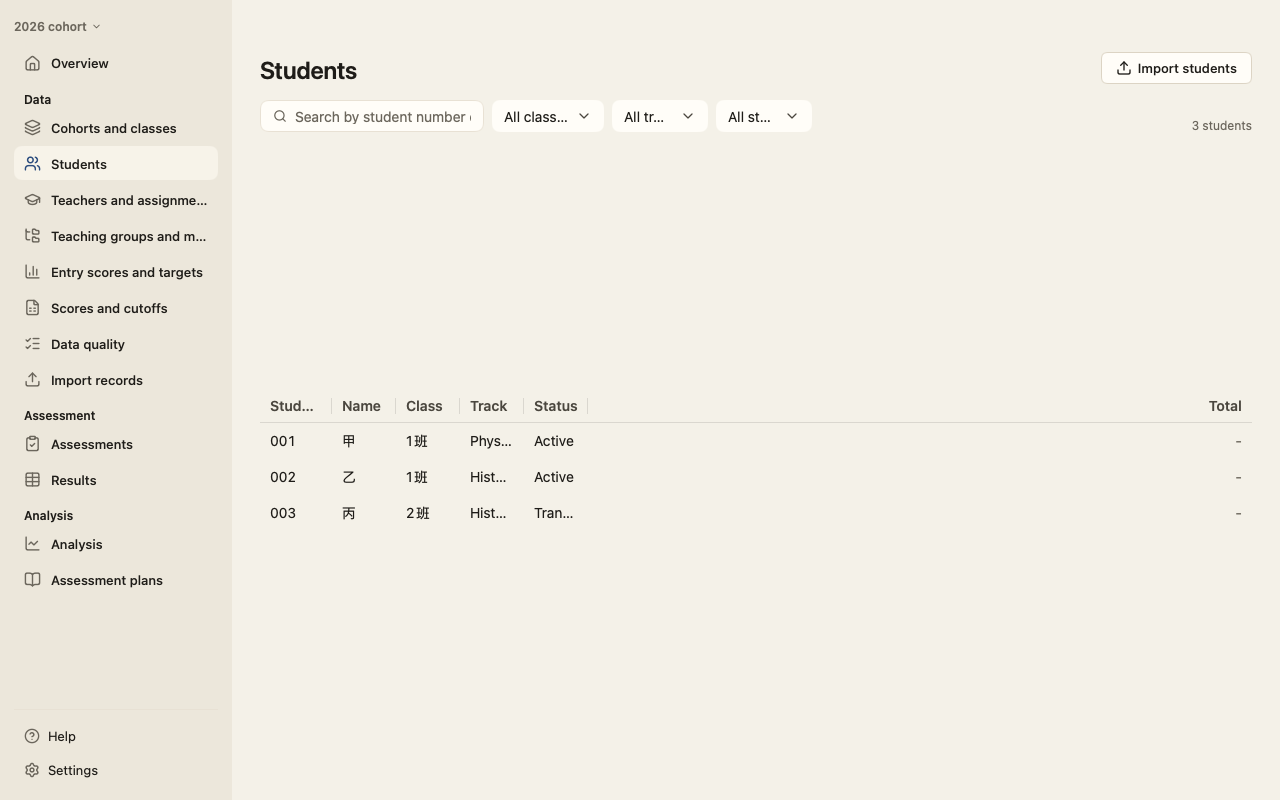 2026 cohort
Overview
Data
Cohorts and classes
Students
Teachers and assignme...
Teaching groups and m...
Entry scores and targets
Scores and cutoffs
Data quality
Import records
Assessment
Assessments
Results
Analysis
Analysis
Assessment plans
Help
Settings
Students
Import students
Search by student number
All class...
All tr...
All st...
3 students
Stud... Name Class Track Status Total
001 甲 1班 Phys... Active -
002 乙 1班 Hist... Active -
003 丙 2班 Hist... Tran... -